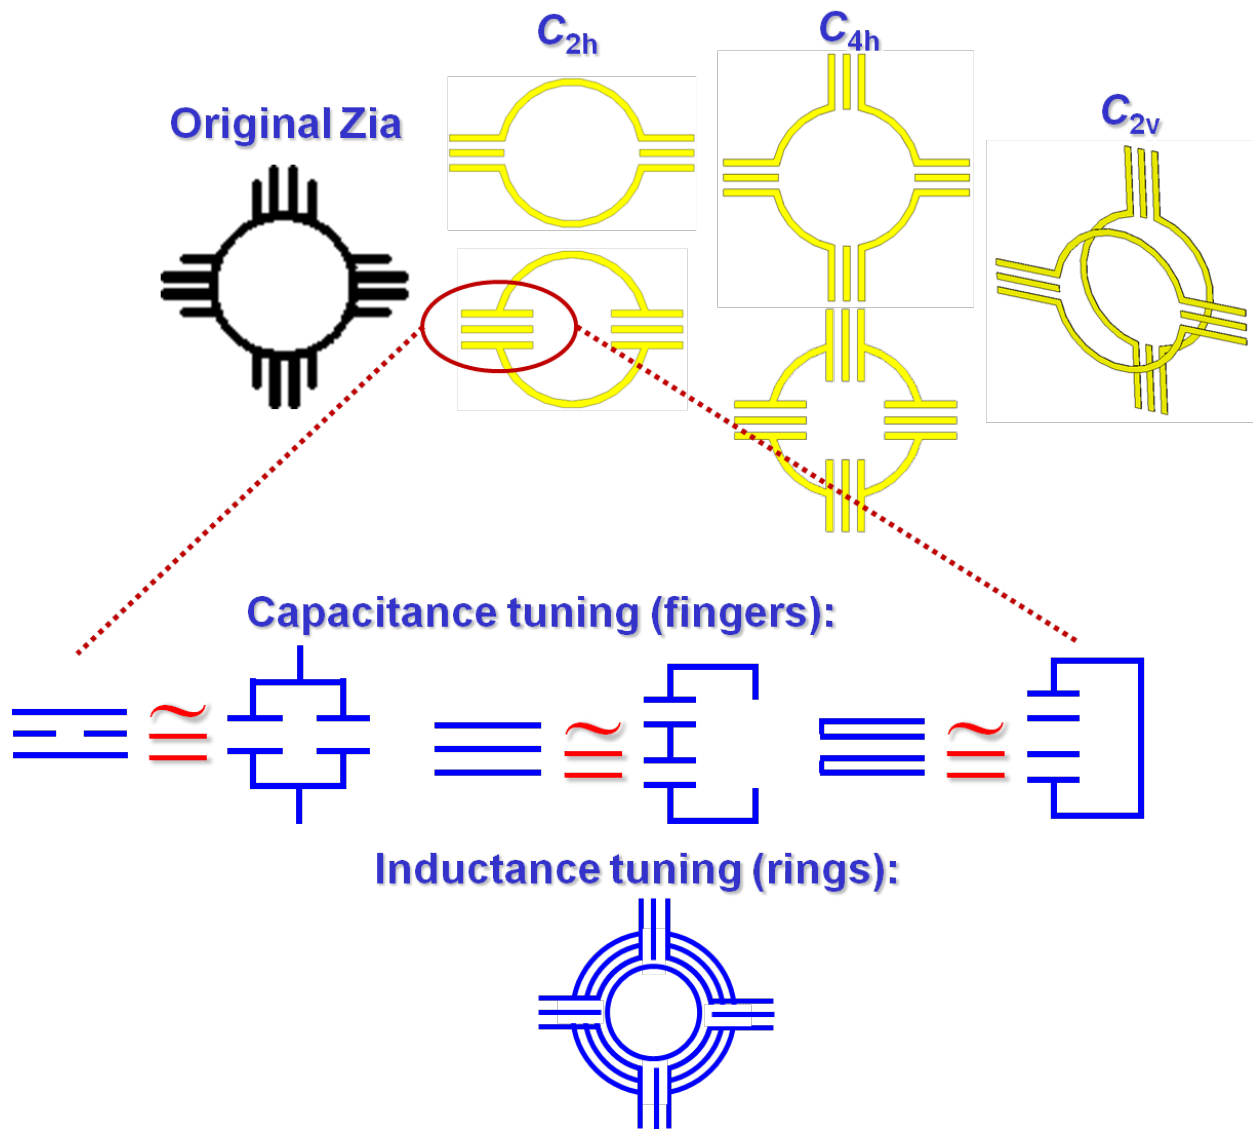 C2h
C4h
Original Zia
C2v
Capacitance tuning (fingers):
Inductance tuning (rings):